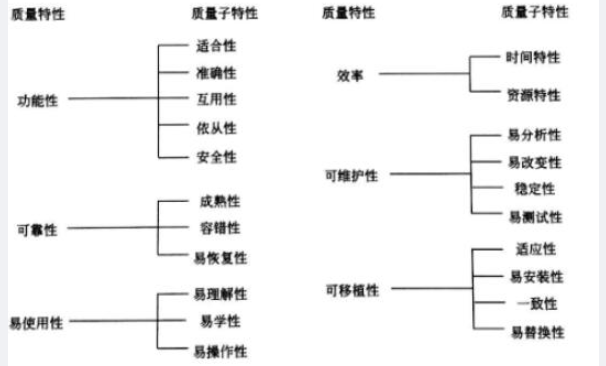 质量特性
质量子特性
功能性
适合性
准确性
互用性
依从性
安全性
可靠性
成熟性
容错性
易恢复性
易使用性
易理解性
易学性
易操作性
质量特性
质量子特性
效率
时间特性
资源特性
可维护性
易分析性
易改变性
稳定性
易测试性
可移植性
适应性
易安装性
一致性
易替换性